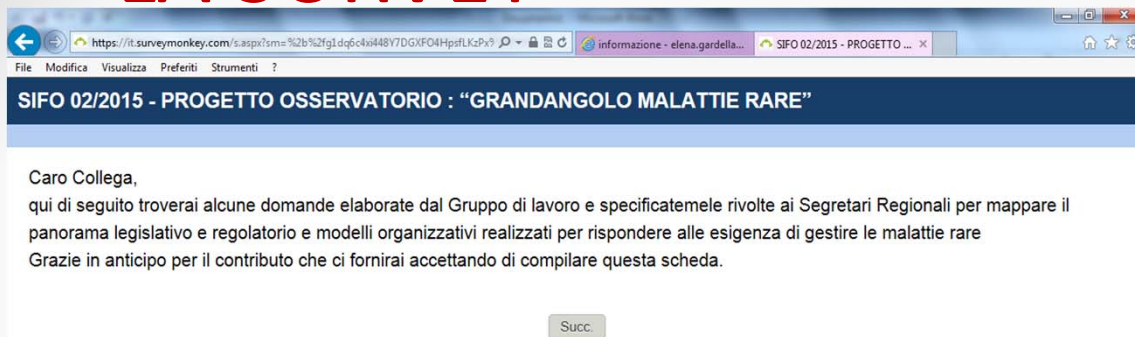 https://it.surveymonkey.com/s.aspx?sm=%2b%2fg1dq6c4xi448Y7DGXFO4HpsfLKzPx9
informazione - elena.gardella...
SIFO 02/2015 - PROGETTO ...
File Modifica Visualizza Preferiti Strumenti ?
SIFO 02/2015 - PROGETTO OSSERVATORIO : “GRANDANGOLO MALATTIE RARE”
Caro Collega,
qui di seguito troverai alcune domande elaborate dal Gruppo di lavoro e specificatemele rivolte ai Segretari Regionali per mappare il
panorama legislativo e regolatorio e modelli organizzativi realizzati per rispondere alle esigenza di gestire le malattie rare
Grazie in anticipo per il contributo che ci fornirai accettando di compilare questa scheda.
Succ.